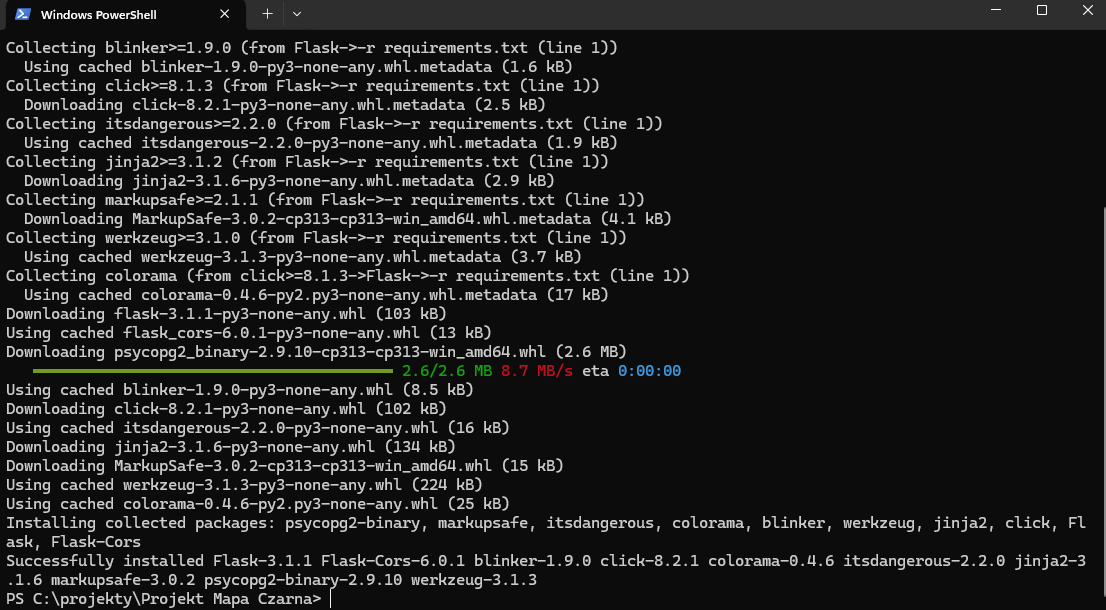 Windows PowerShell
Collecting blinker>=1.9.0 (from Flask->-r requirements.txt (line 1))
  Using cached blinker-1.9.0-py3-none-any.whl.metadata (1.6 kB)
Collecting click>=8.1.3 (from Flask->-r requirements.txt (line 1))
  Downloading click-8.2.1-py3-none-any.whl.metadata (2.5 kB)
Collecting itsdangerous>=2.2.0 (from Flask->-r requirements.txt (line 1))
  Using cached itsdangerous-2.2.0-py3-none-any.whl.metadata (1.9 kB)
Collecting jinja2>=3.1.2 (from Flask->-r requirements.txt (line 1))
  Downloading jinja2-3.1.6-py3-none-any.whl.metadata (2.9 kB)
Collecting markupsafe>=2.1.1 (from Flask->-r requirements.txt (line 1))
  Downloading MarkupSafe-3.0.2-cp313-cp313-win_amd64.whl.metadata (4.1 kB)
Collecting werkzeug>=3.1.0 (from Flask->-r requirements.txt (line 1))
  Using cached werkzeug-3.1.3-py3-none-any.whl.metadata (3.7 kB)
Collecting colorama (from click>=8.1.3->Flask->-r requirements.txt (line 1))
  Using cached colorama-0.4.6-py2.py3-none-any.whl.metadata (17 kB)
Downloading flask-3.1.1-py3-none-any.whl (103 kB)
Using cached flask_cors-6.0.1-py3-none-any.whl (13 kB)
Downloading psycopg2_binary-2.9.10-cp313-cp313-win_amd64.whl (2.6 MB)
2.6/2.6 MB 8.7 MB/s eta 0:00:00
Using cached blinker-1.9.0-py3-none-any.whl (8.5 kB)
Downloading click-8.2.1-py3-none-any.whl (102 kB)
Using cached itsdangerous-2.2.0-py3-none-any.whl (16 kB)
Downloading jinja2-3.1.6-py3-none-any.whl (134 kB)
Downloading MarkupSafe-3.0.2-cp313-cp313-win_amd64.whl (15 kB)
Using cached werkzeug-3.1.3-py3-none-any.whl (224 kB)
Using cached colorama-0.4.6-py2.py3-none-any.whl (25 kB)
Installing collected packages: psycopg2-binary, markupsafe, itsdangerous, colorama, blinker, werkzeug, jinja2, click, Fl
ask, Flask-Cors
Successfully installed Flask-3.1.1 Flask-Cors-6.0.1 blinker-1.9.0 click-8.2.1 colorama-0.4.6 itsdangerous-2.2.0 jinja2-3
.1.6 markupsafe-3.0.2 psycopg2-binary-2.9.10 werkzeug-3.1.3
PS C:\projekty\Projekt Mapa Czarna>